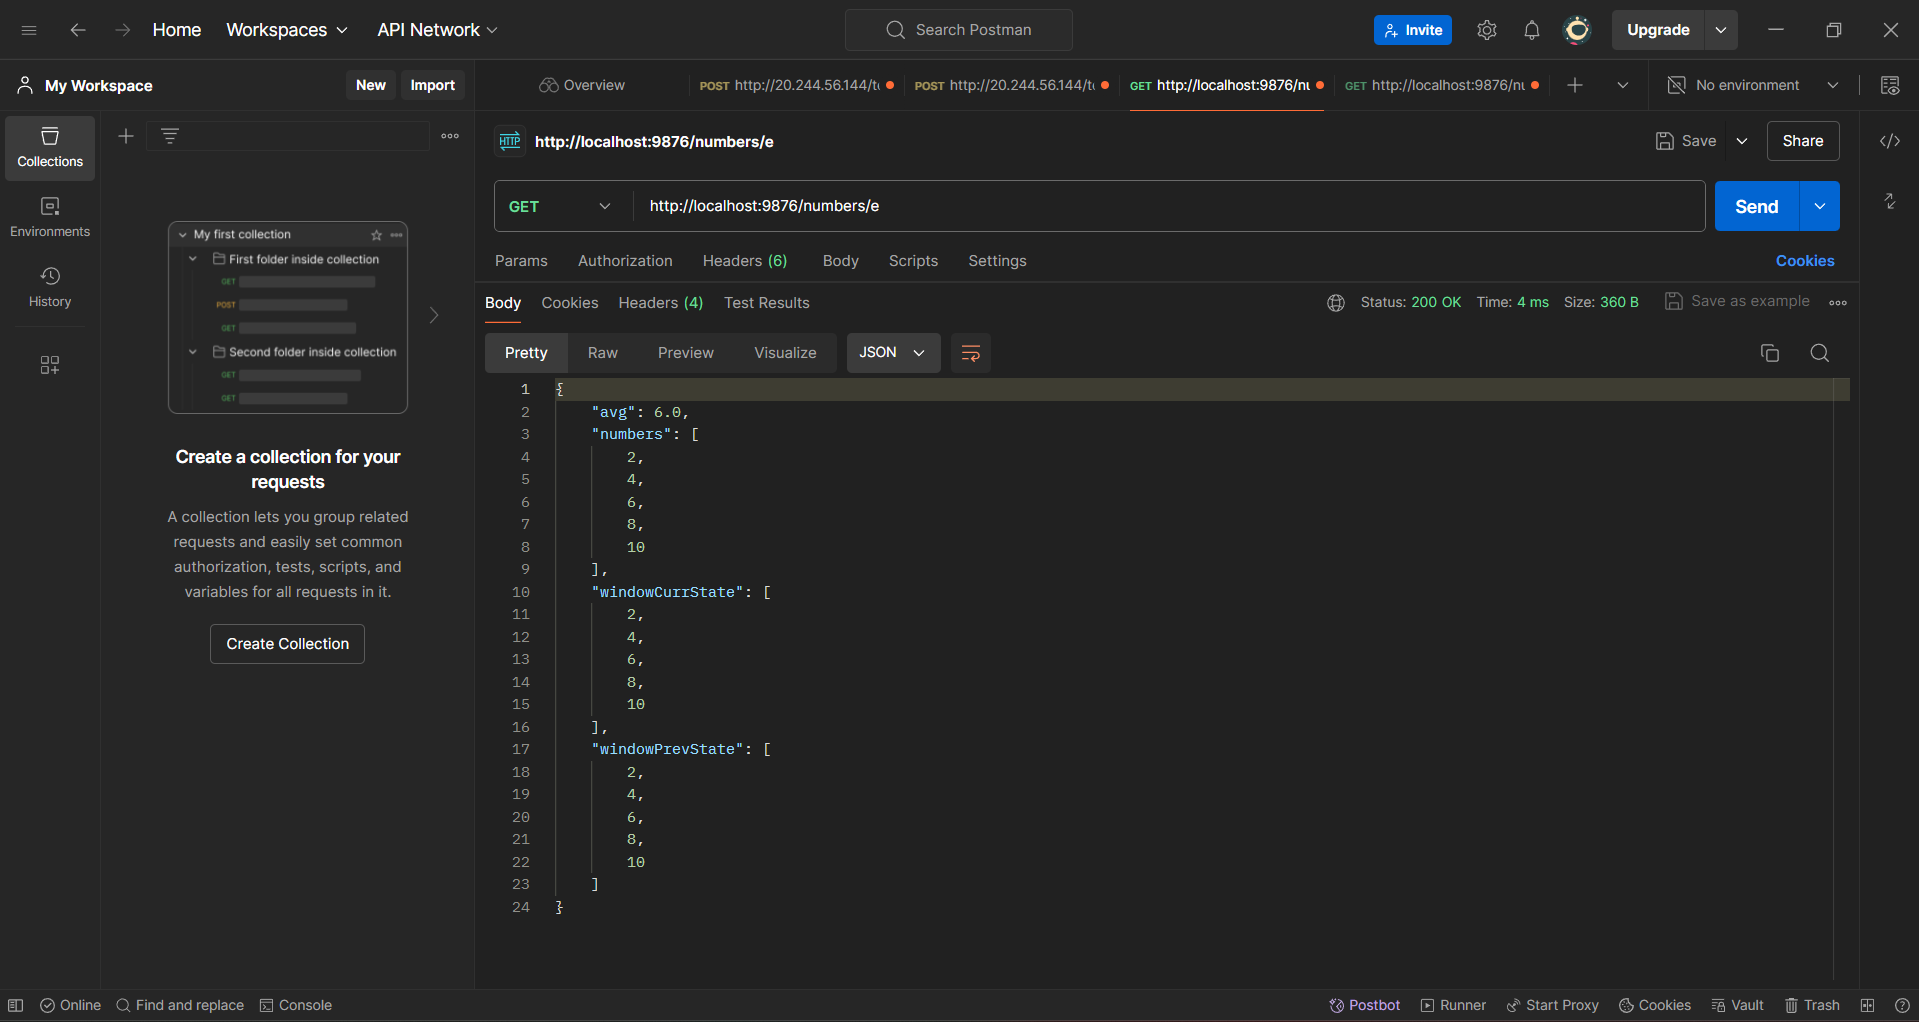 Home Workspaces API Network Search Postman Invite Upgrade
My Workspace New Import Overview POST http://20.244.56.144/t POST http://20.244.56.144/t GET http://localhost:9876/nu GET http://localhost:9876/nu No environment
Collections
Environments
History
My first collection
First folder inside collection
GET
POST
GET
Second folder inside collection
GET
GET
Create a collection for your
requests
A collection lets you group related
requests and easily set common
authorization, tests, scripts, and
variables for all requests in it.
Create Collection
HTTP http://localhost:9876/numbers/e Save Share
GET http://localhost:9876/numbers/e Send
Params Authorization Headers (6) Body Scripts Settings Cookies
Body Cookies Headers (4) Test Results Status: 200 OK Time: 4 ms Size: 360 B Save as example
Pretty Raw Preview Visualize JSON
1 {
2 "avg": 6.0,
3 "numbers": [
4 2,
5 4,
6 6,
7 8,
8 10
9 ],
10 "windowCurrState": [
11 2,
12 4,
13 6,
14 8,
15 10
16 ],
17 "windowPrevState": [
18 2,
19 4,
20 6,
21 8,
22 10
23 ]
24 }
Online Find and replace Console Postbot Runner Start Proxy Cookies Vault Trash